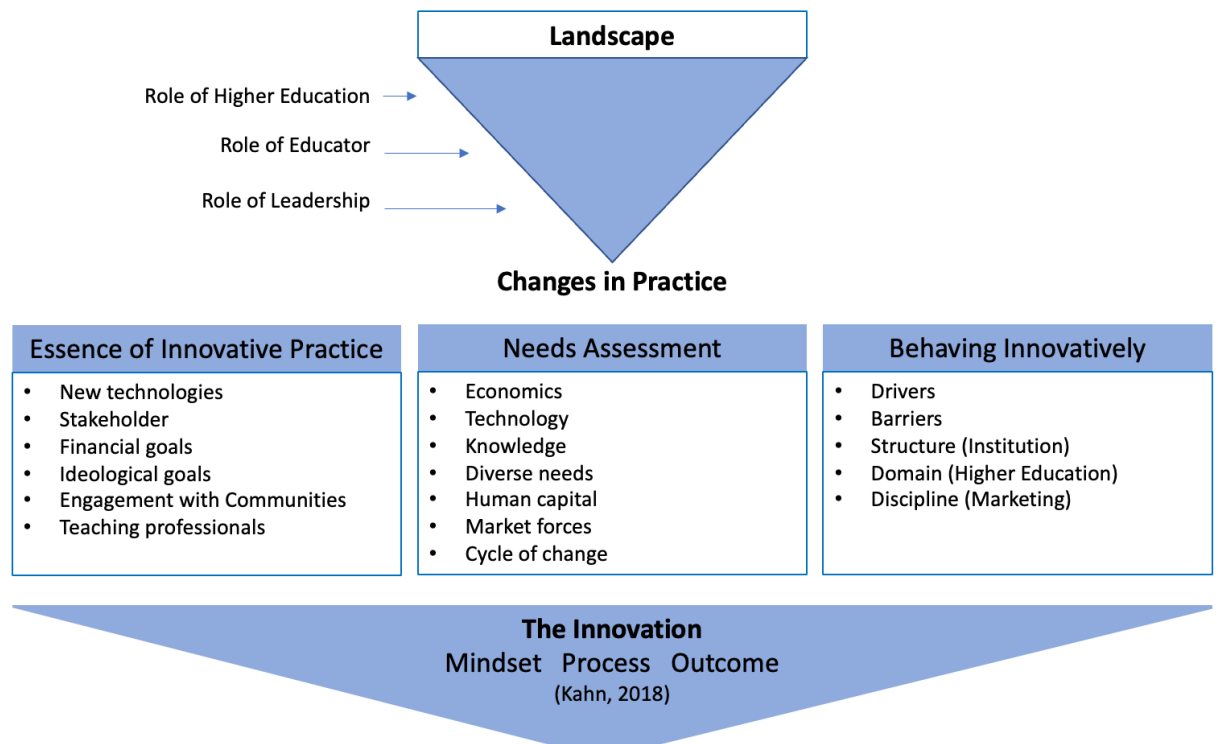 Landscape
Role of Higher Education
Role of Educator
Role of Leadership
Changes in Practice
Essence of Innovative Practice
• New technologies
• Stakeholder
• Financial goals
• Ideological goals
• Engagement with Communities
• Teaching professionals
Needs Assessment
• Economics
• Technology
• Knowledge
• Diverse needs
• Human capital
• Market forces
• Cycle of change
Behaving Innovatively
• Drivers
• Barriers
• Structure (Institution)
• Domain (Higher Education)
• Discipline (Marketing)
The Innovation
Mindset Process Outcome
(Kahn, 2018)